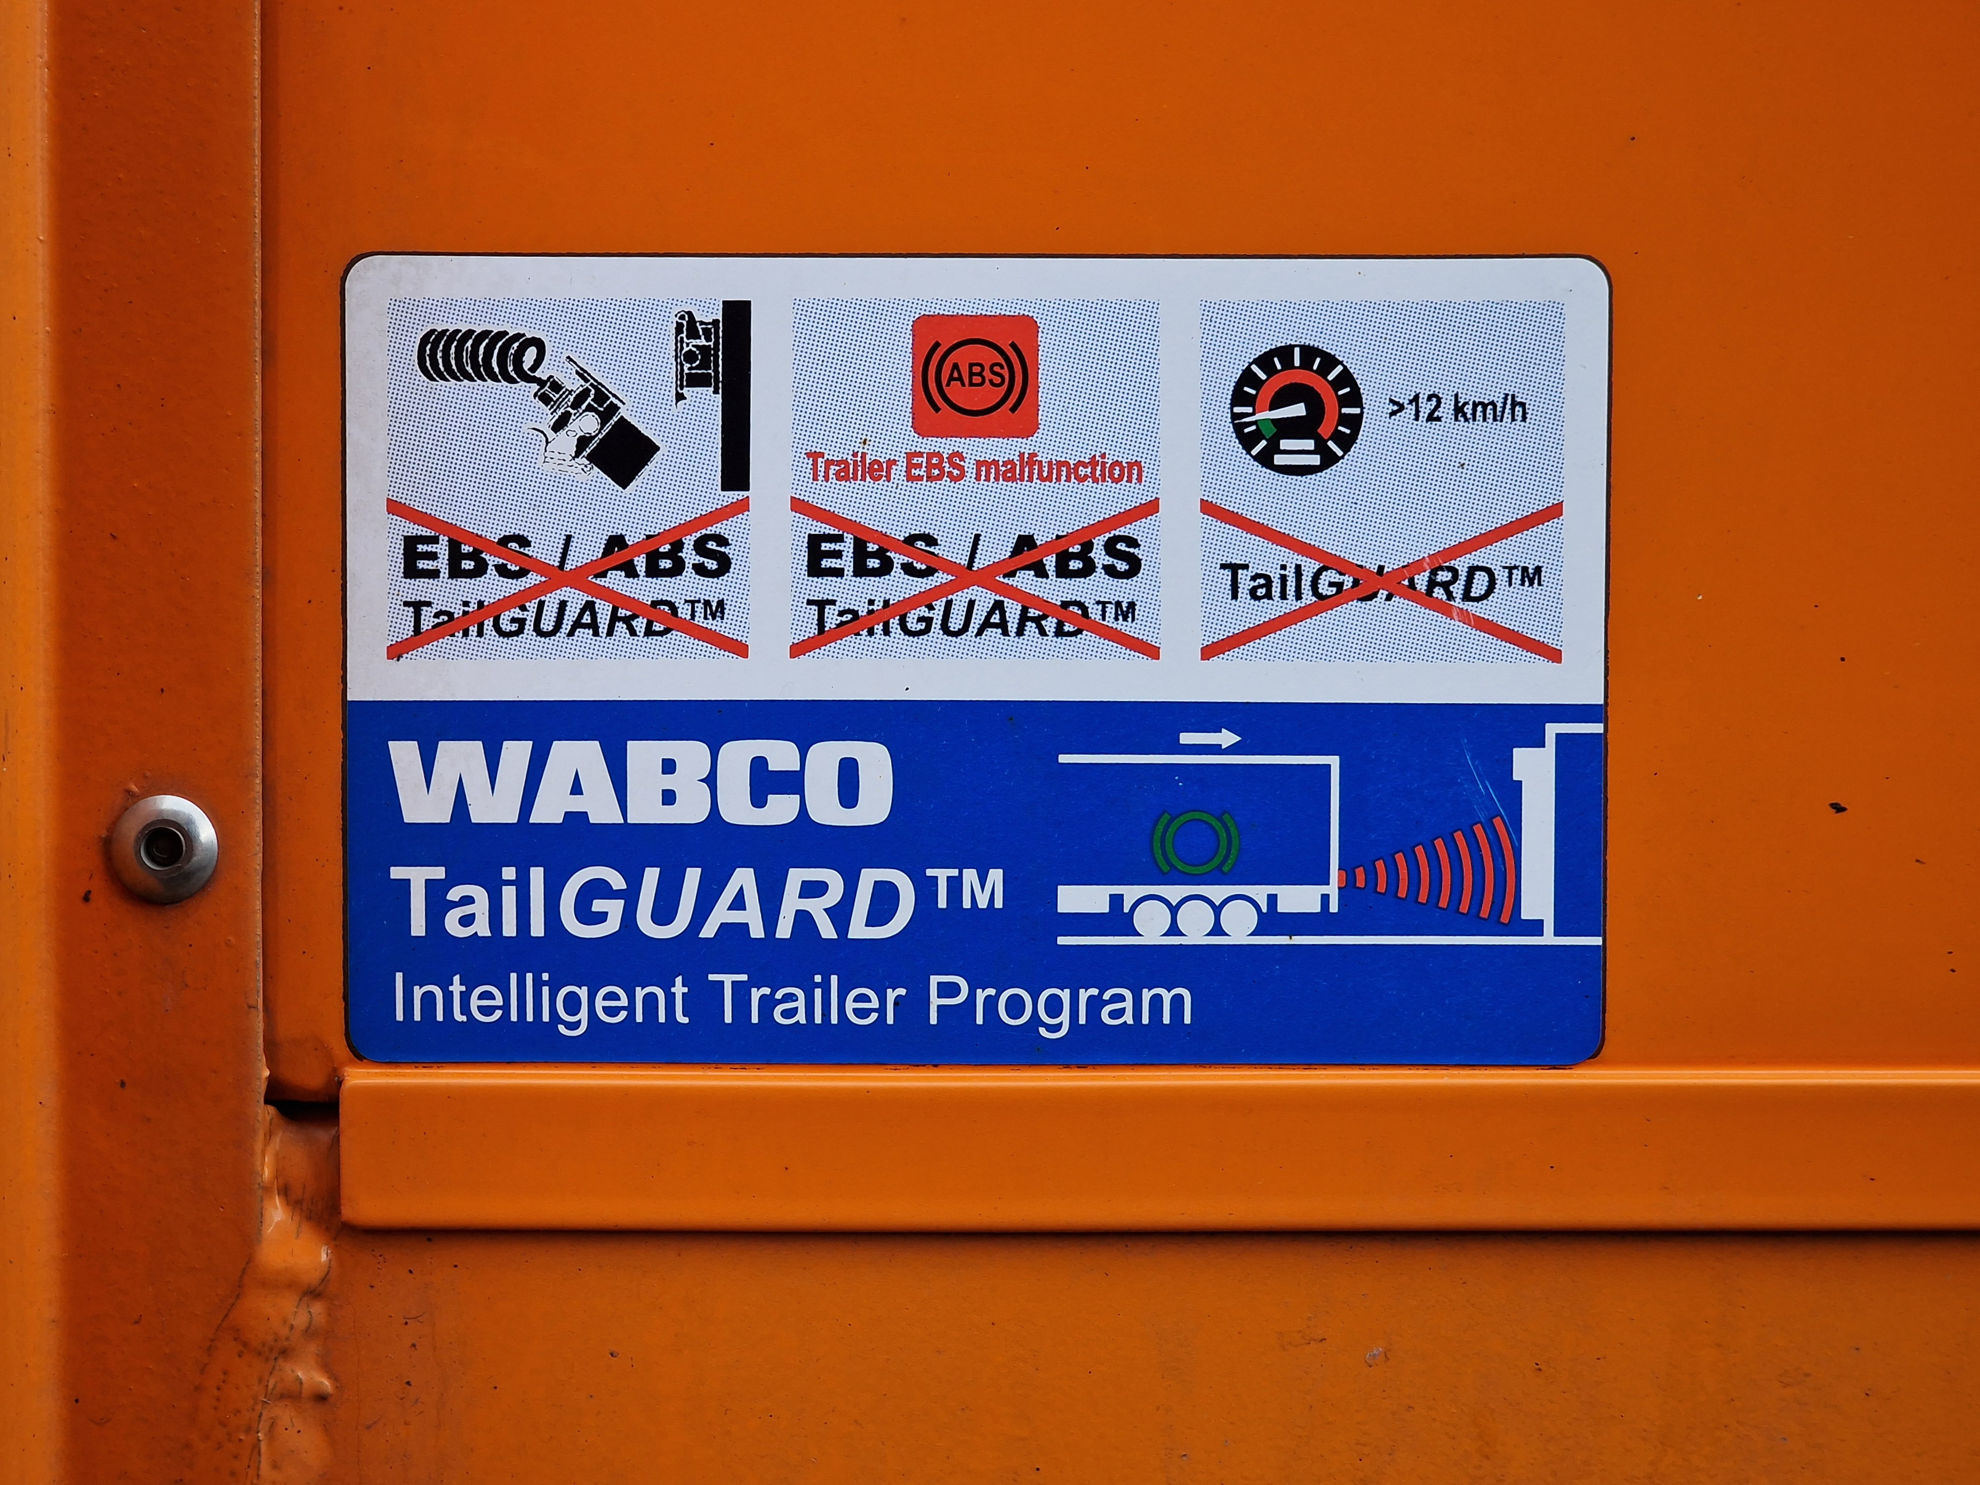 ABS
Trailer EBS malfunction
>12 km/h
EBS / ABS
TailGUARD™
EBS / ABS
TailGUARD™
TailGUARD™
WABCO
TailGUARD™
Intelligent Trailer Program